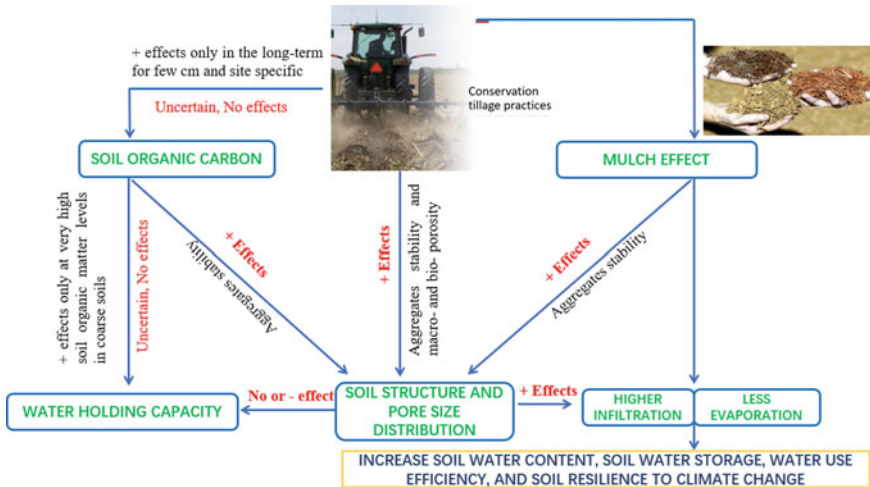 + effects only in the long-term
for few cm and site specific
Uncertain, No effects
Conservation
tillage practices
SOIL ORGANIC CARBON
MULCH EFFECT
+ effects only at very high
soil organic matter levels
in coarse soils
Uncertain, No effects
+ Effects
Aggregates stability
+ Effects
Aggregates stability and
macro- and bio- porosity
+ Effects
Aggregates stability
WATER HOLDING CAPACITY
No or - effect
SOIL STRUCTURE AND
PORE SIZE
DISTRIBUTION
+ Effects
HIGHER
INFILTRATION
LESS
EVAPORATION
INCREASE SOIL WATER CONTENT, SOIL WATER STORAGE, WATER USE
EFFICIENCY, AND SOIL RESILIENCE TO CLIMATE CHANGE